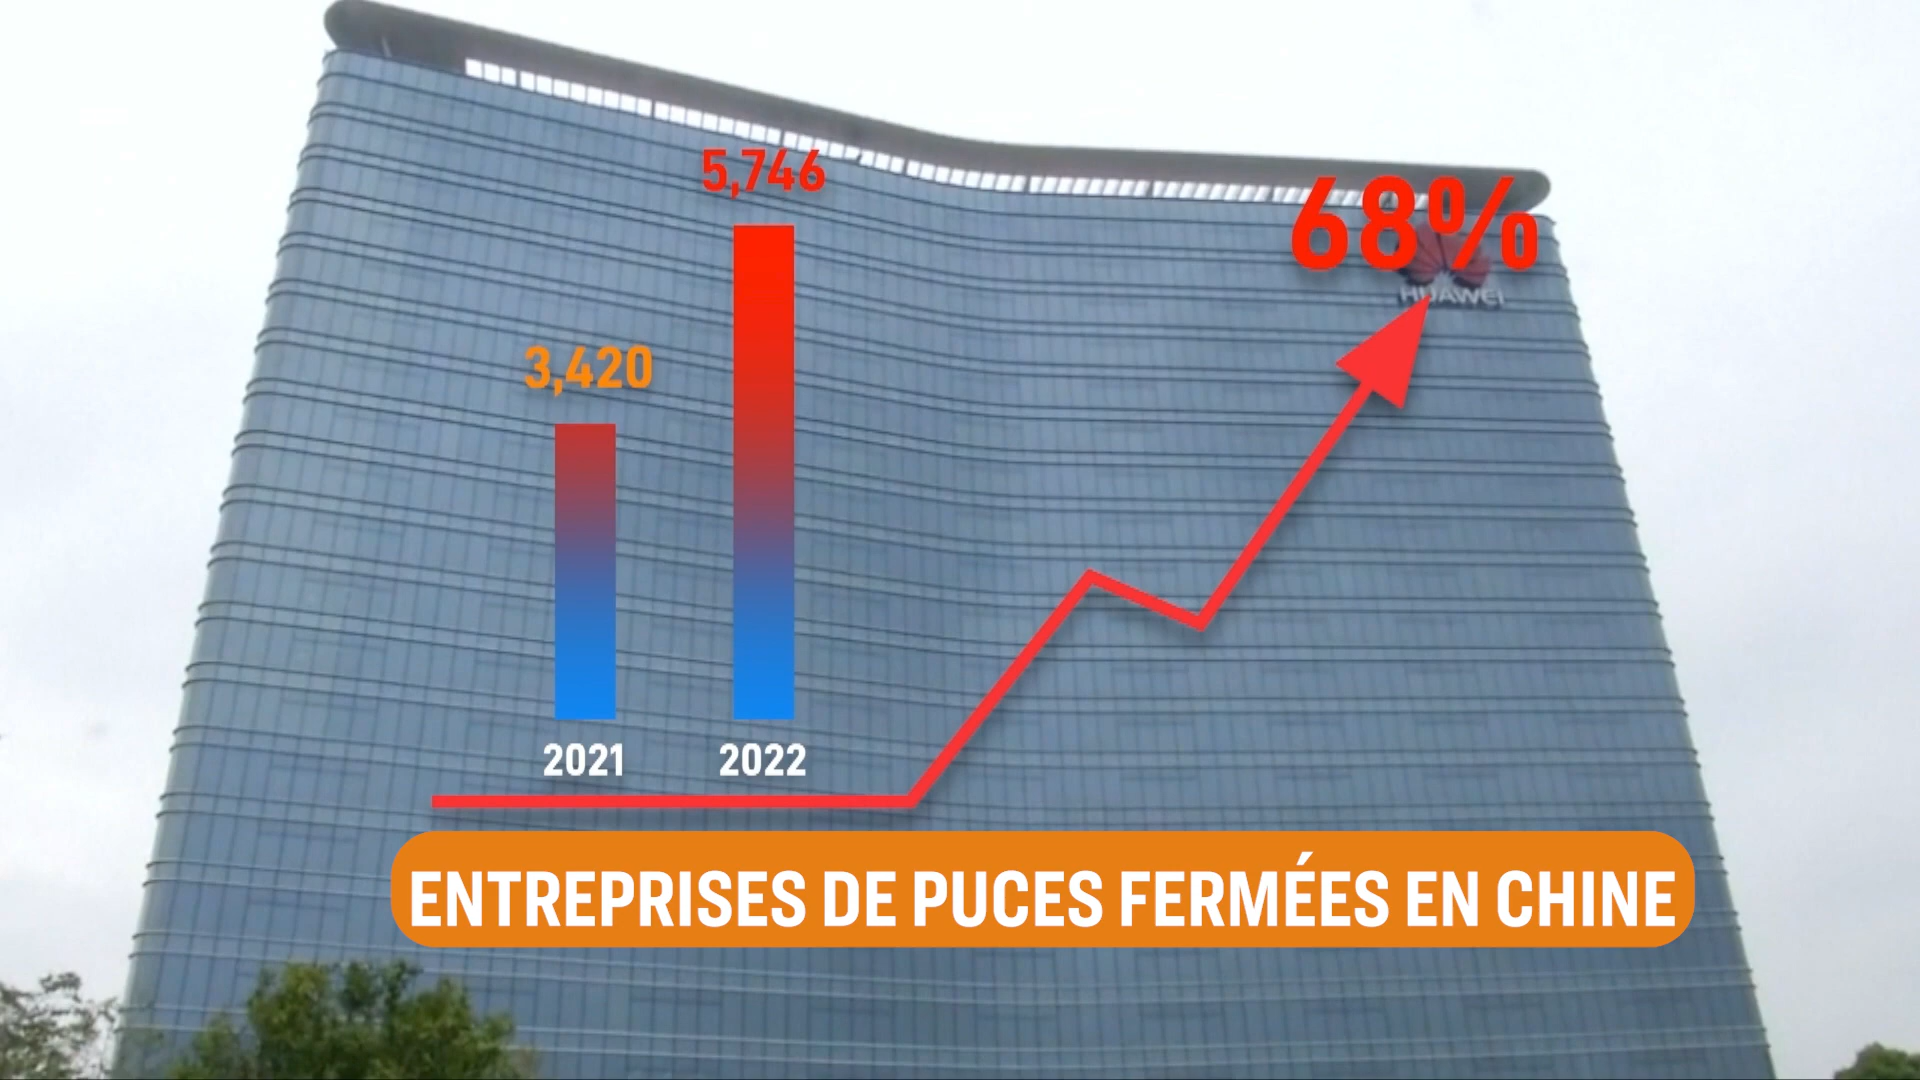 5,746
68%
HUAWEI
3,420
2021
2022
ENTREPRISES DE PUCES FERMÉES EN CHINE